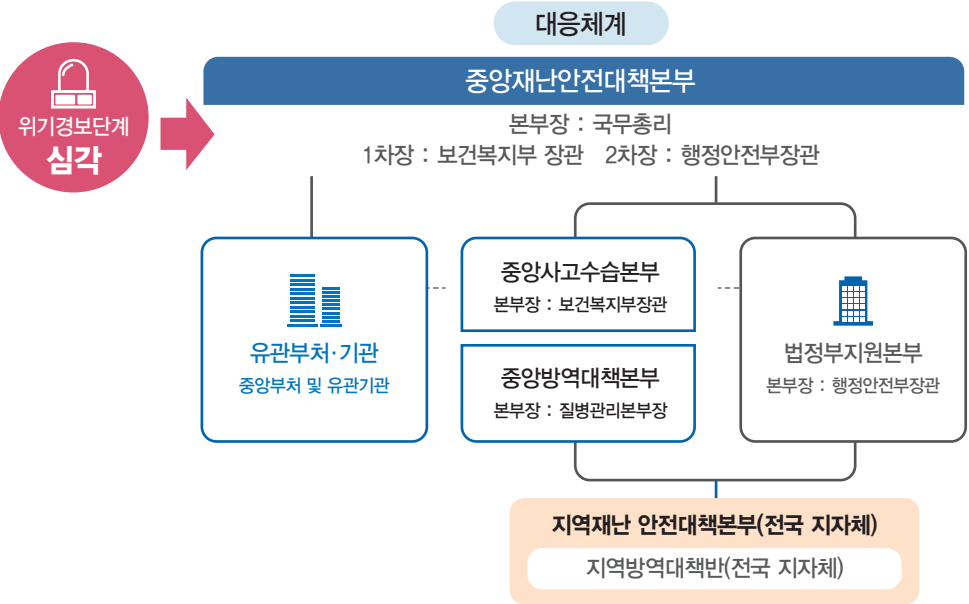 대응체계
위기경보단계
심각
중앙재난안전대책본부
본부장 : 국무총리
1차장 : 보건복지부 장관 2차장 : 행정안전부장관
유관부처·기관
중앙부처 및 유관기관
중앙사고수습본부
본부장 : 보건복지부장관
중앙방역대책본부
본부장 : 질병관리본부장
법정부지원본부
본부장 : 행정안전부장관
지역재난 안전대책본부(전국 지자체)
지역방역대책반(전국 지자체)